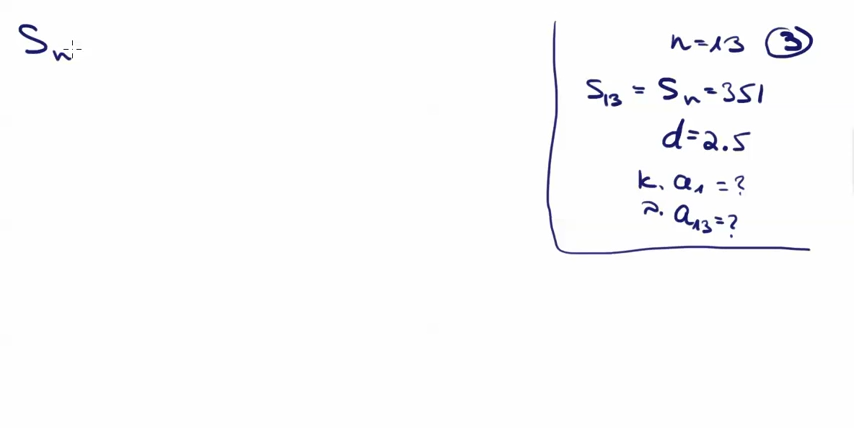 Sₙ
n=13 ③
S₁₃ = Sₙ=351
d=2.5
a₁ =?
a₁₃=?